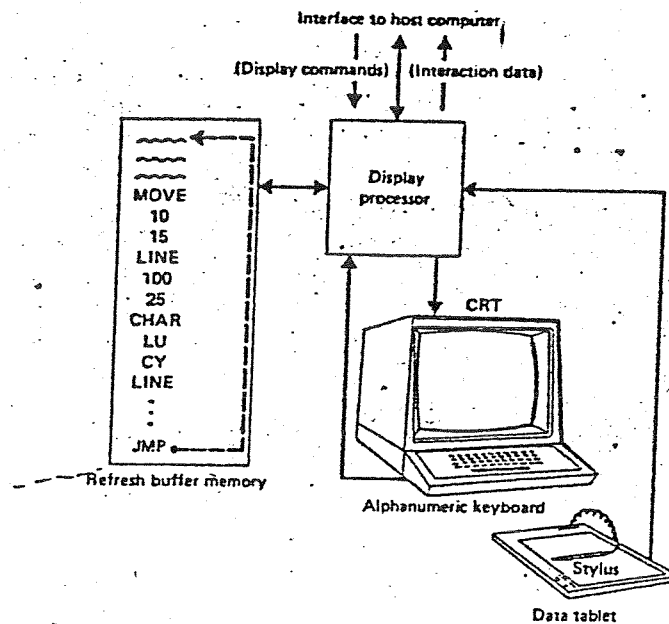 Interface to host computer
(Display commands)
(Interaction data)
Display
processor
MOVE
10
15
LINE
100
25
CHAR
LU
CY
LINE
JMP
Refresh buffer memory
CRT
Alphanumeric keyboard
Stylus
Data tablet